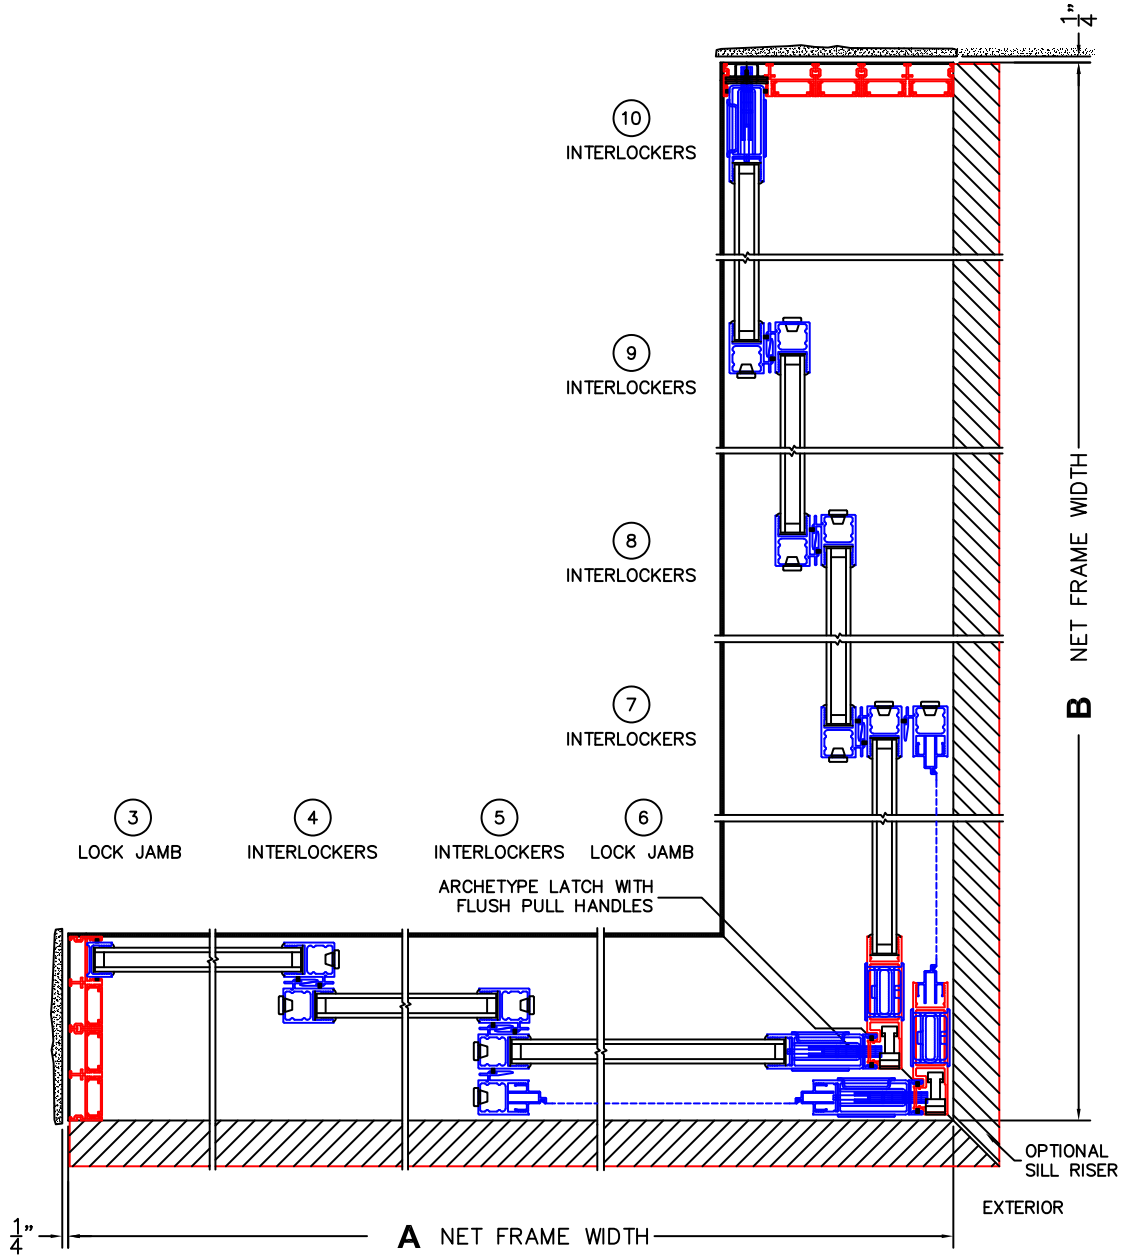 1/4"
10
INTERLOCKERS
9
INTERLOCKERS
8
INTERLOCKERS
7
INTERLOCKERS
B NET FRAME WIDTH
3
LOCK JAMB
4
INTERLOCKERS
5
INTERLOCKERS
6
LOCK JAMB
ARCHETYPE LATCH WITH
FLUSH PULL HANDLES
OPTIONAL
SILL RISER
EXTERIOR
1/4"
A NET FRAME WIDTH